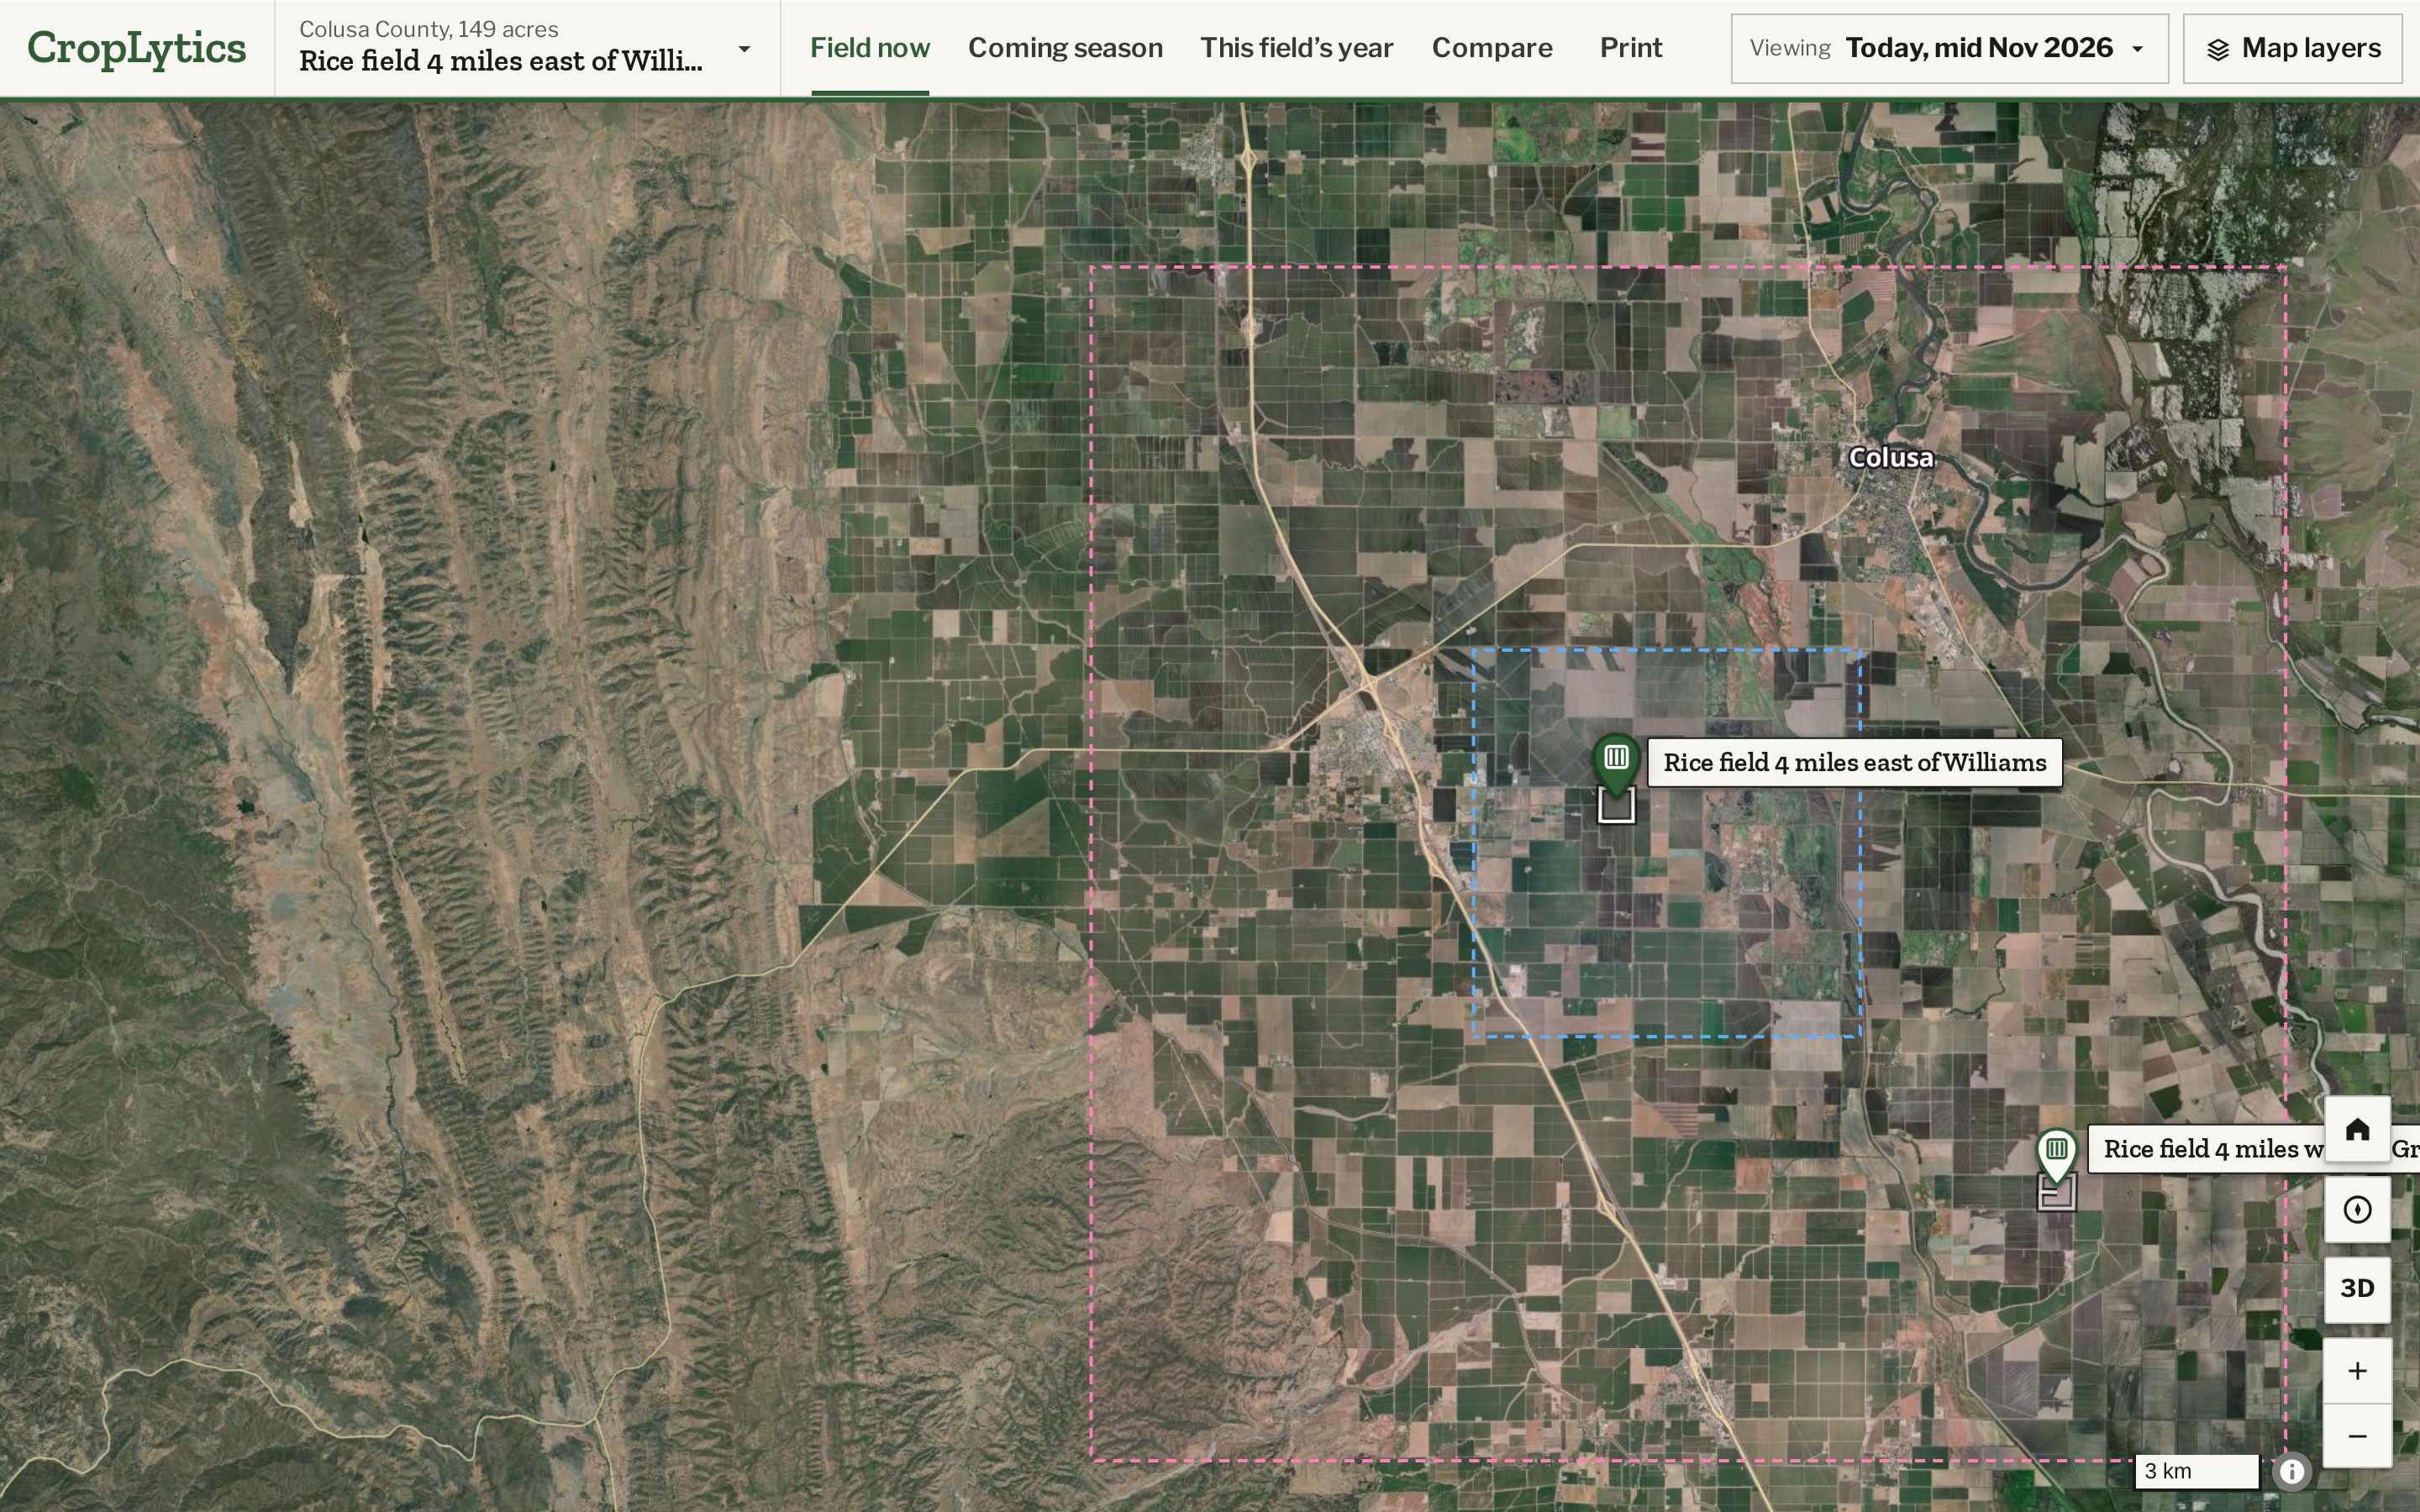 CropLytics
Colusa County, 149 acres
Rice field 4 miles east of Willi...
Field now
Coming season
This field's year
Compare
Print
Viewing Today, mid Nov 2026
Map layers
Colusa
Rice field 4 miles east of Williams
Rice field 4 miles w Gr
3D
+
−
3 km